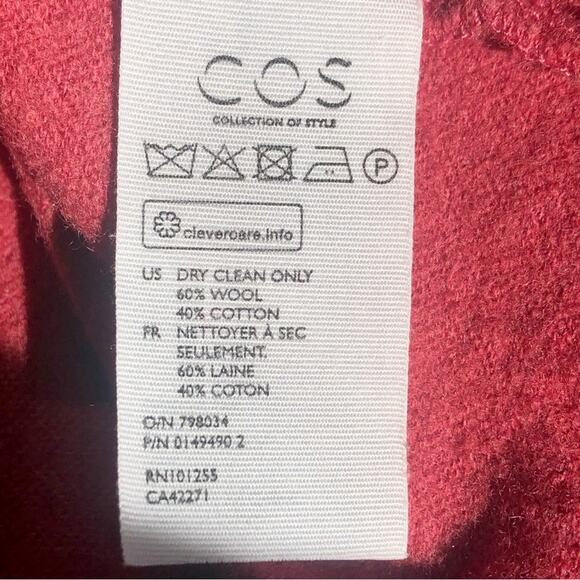 COS
COLLECTION OF STYLE
P
clevercare.info
US DRY CLEAN ONLY
60% WOOL
40% COTTON
FR NETTOYER À SEC
SEULEMENT.
60% LAINE
40% COTON
O/N 798034
P/N 0149490 2
RN101255
CA42271